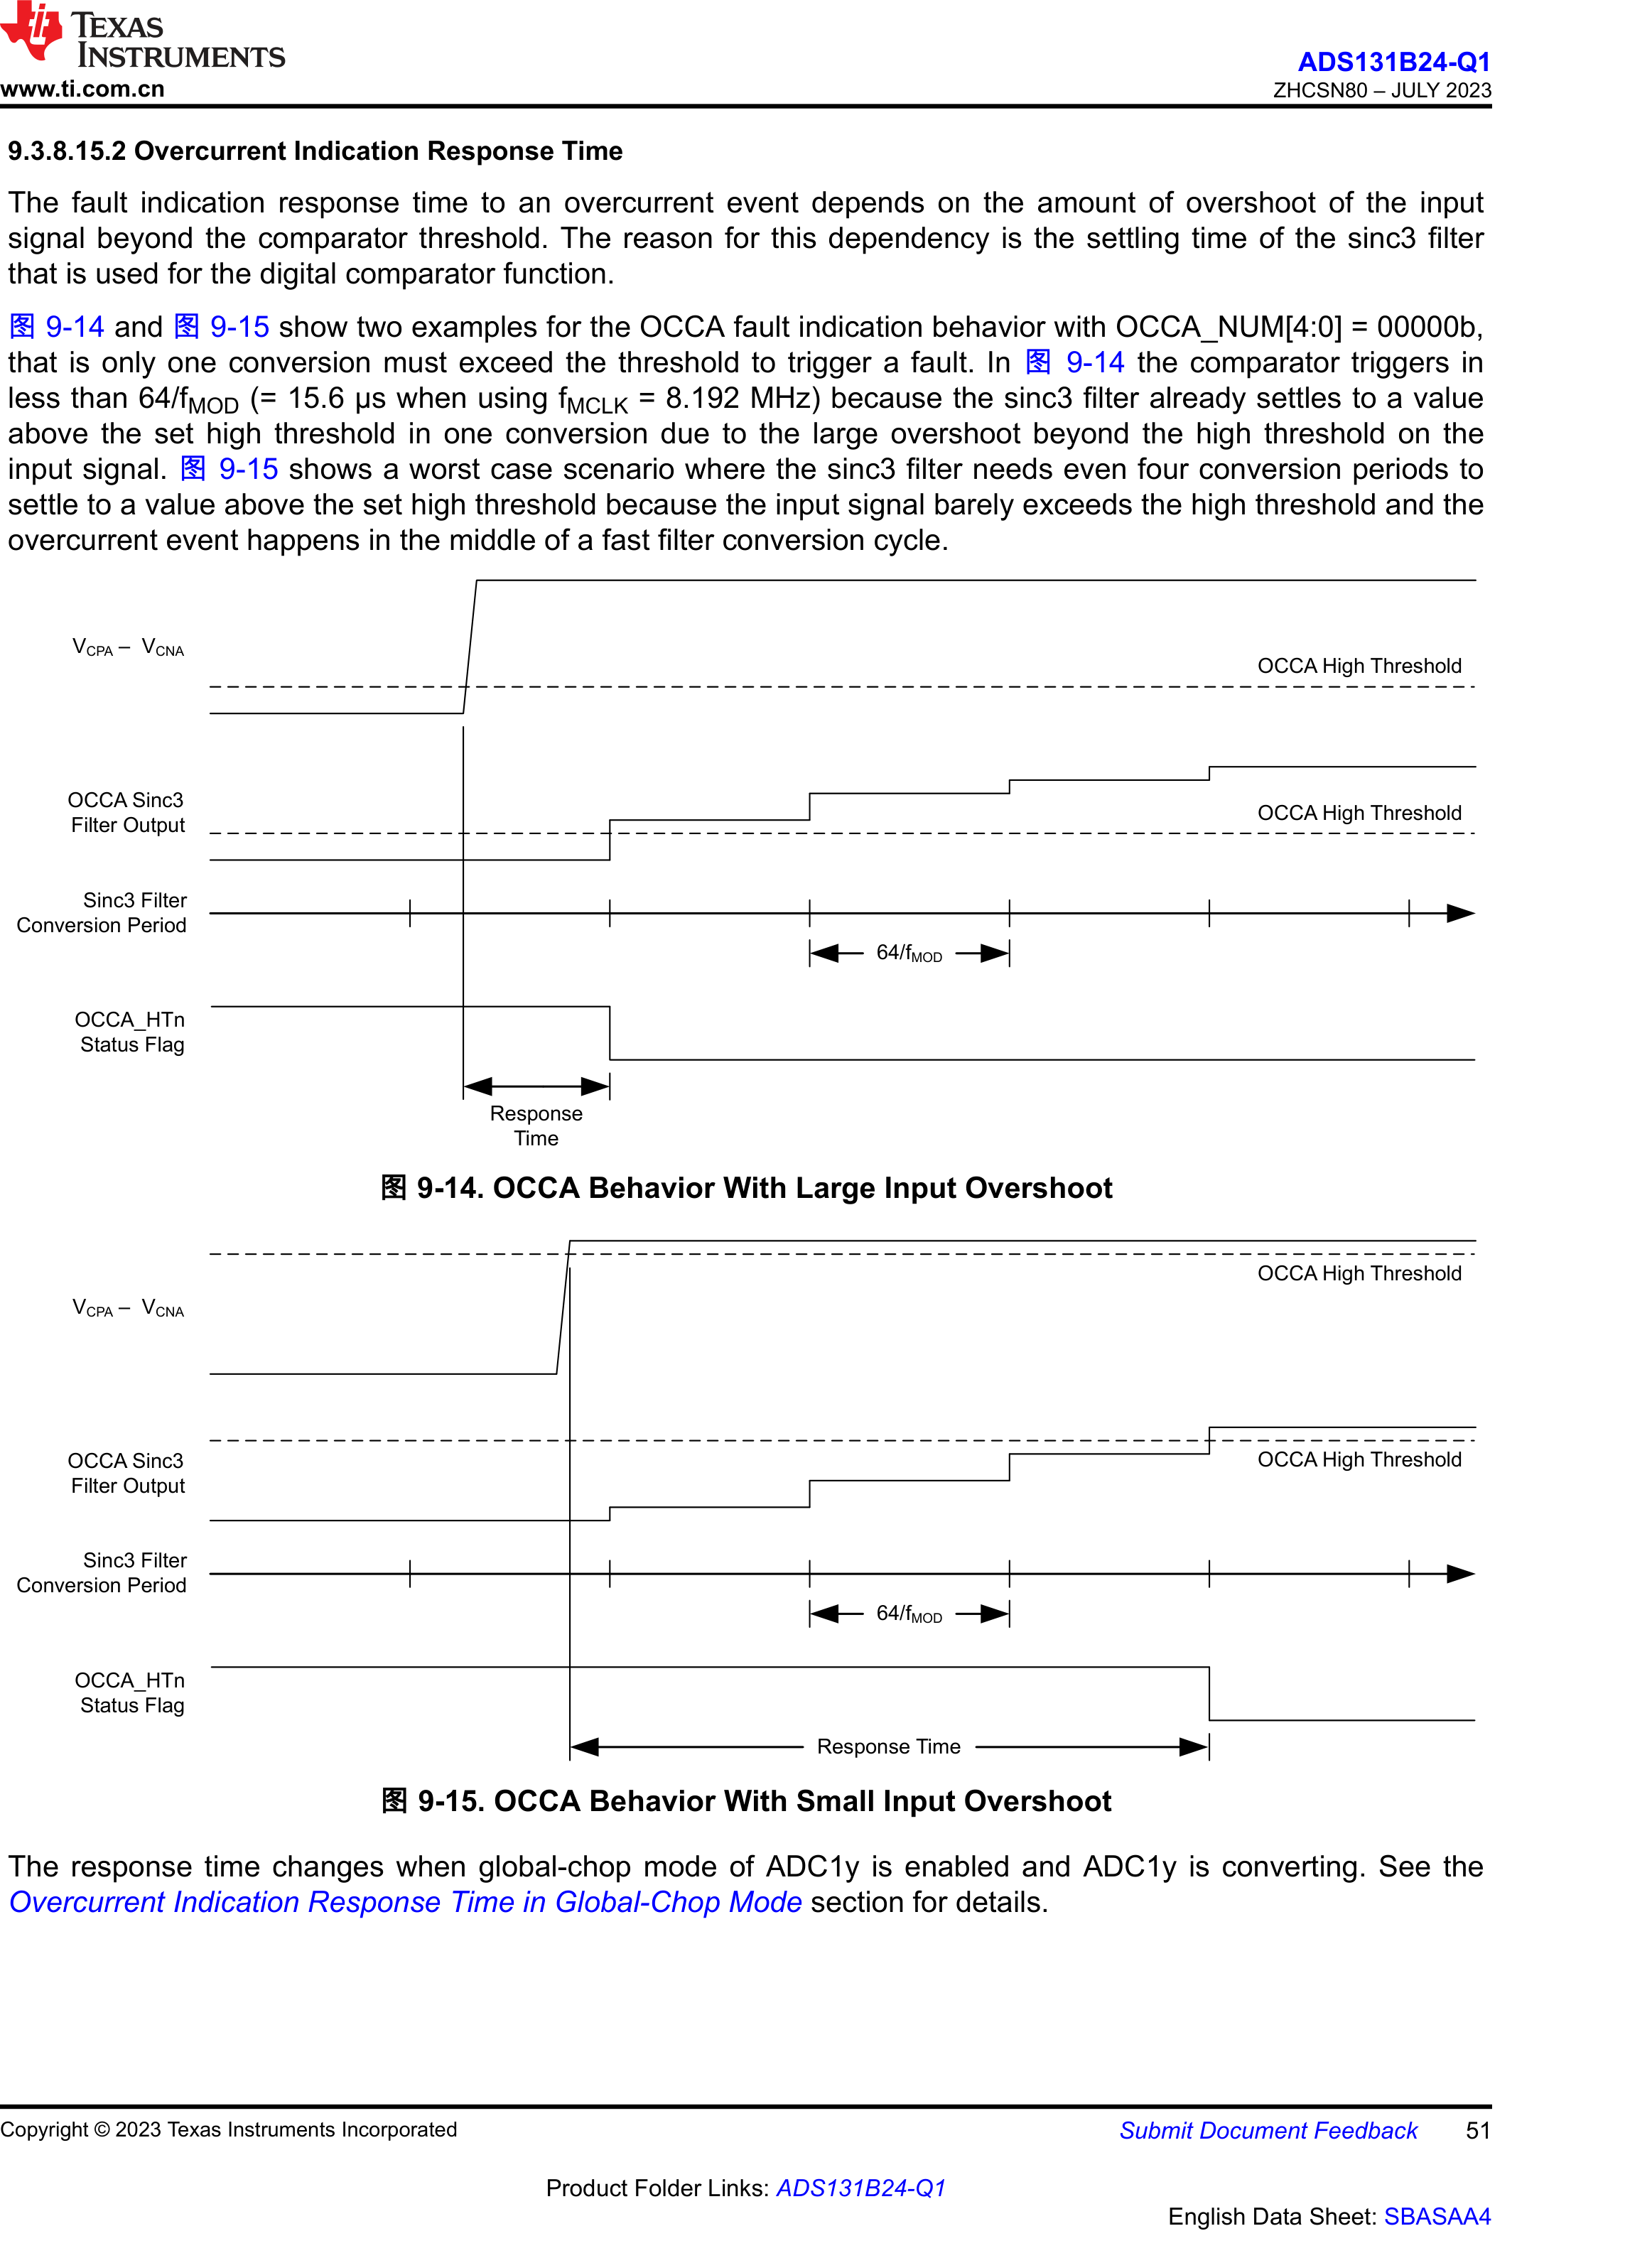 TEXAS
INSTRUMENTS
www.ti.com.cn
ADS131B24-Q1
ZHCSN80 – JULY 2023
9.3.8.15.2 Overcurrent Indication Response Time
The fault indication response time to an overcurrent event depends on the amount of overshoot of the input
signal beyond the comparator threshold. The reason for this dependency is the settling time of the sinc3 filter
that is used for the digital comparator function.
图 9-14 and 图 9-15 show two examples for the OCCA fault indication behavior with OCCA_NUM[4:0] = 00000b,
that is only one conversion must exceed the threshold to trigger a fault. In 图 9-14 the comparator triggers in
less than 64/fMOD (= 15.6 µs when using fMCLK = 8.192 MHz) because the sinc3 filter already settles to a value
above the set high threshold in one conversion due to the large overshoot beyond the high threshold on the
input signal. 图 9-15 shows a worst case scenario where the sinc3 filter needs even four conversion periods to
settle to a value above the set high threshold because the input signal barely exceeds the high threshold and the
overcurrent event happens in the middle of a fast filter conversion cycle.
VCPA – VCNA
OCCA High Threshold
OCCA Sinc3
Filter Output
OCCA High Threshold
Sinc3 Filter
Conversion Period
64/fMOD
OCCA_HTn
Status Flag
Response
Time
图 9-14. OCCA Behavior With Large Input Overshoot
OCCA High Threshold
VCPA – VCNA
OCCA Sinc3
Filter Output
OCCA High Threshold
Sinc3 Filter
Conversion Period
64/fMOD
OCCA_HTn
Status Flag
Response Time
图 9-15. OCCA Behavior With Small Input Overshoot
The response time changes when global-chop mode of ADC1y is enabled and ADC1y is converting. See the
Overcurrent Indication Response Time in Global-Chop Mode section for details.
Copyright © 2023 Texas Instruments Incorporated
Submit Document Feedback 51
Product Folder Links: ADS131B24-Q1
English Data Sheet: SBASAA4